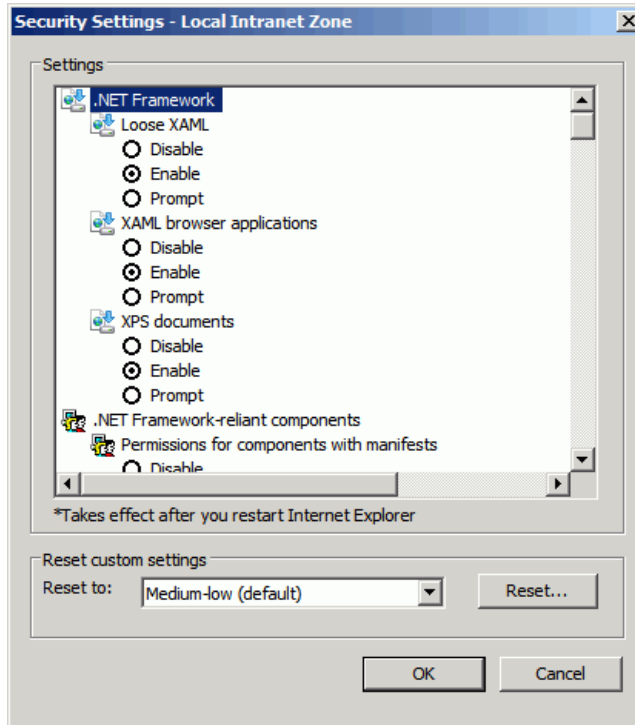 Security Settings - Local Intranet Zone
Settings
.NET Framework
Loose XAML
Disable
Enable
Prompt
XAML browser applications
Disable
Enable
Prompt
XPS documents
Disable
Enable
Prompt
.NET Framework-reliant components
Permissions for components with manifests
Disable
*Takes effect after you restart Internet Explorer
Reset custom settings
Reset to: Medium-low (default) Reset...
OK Cancel